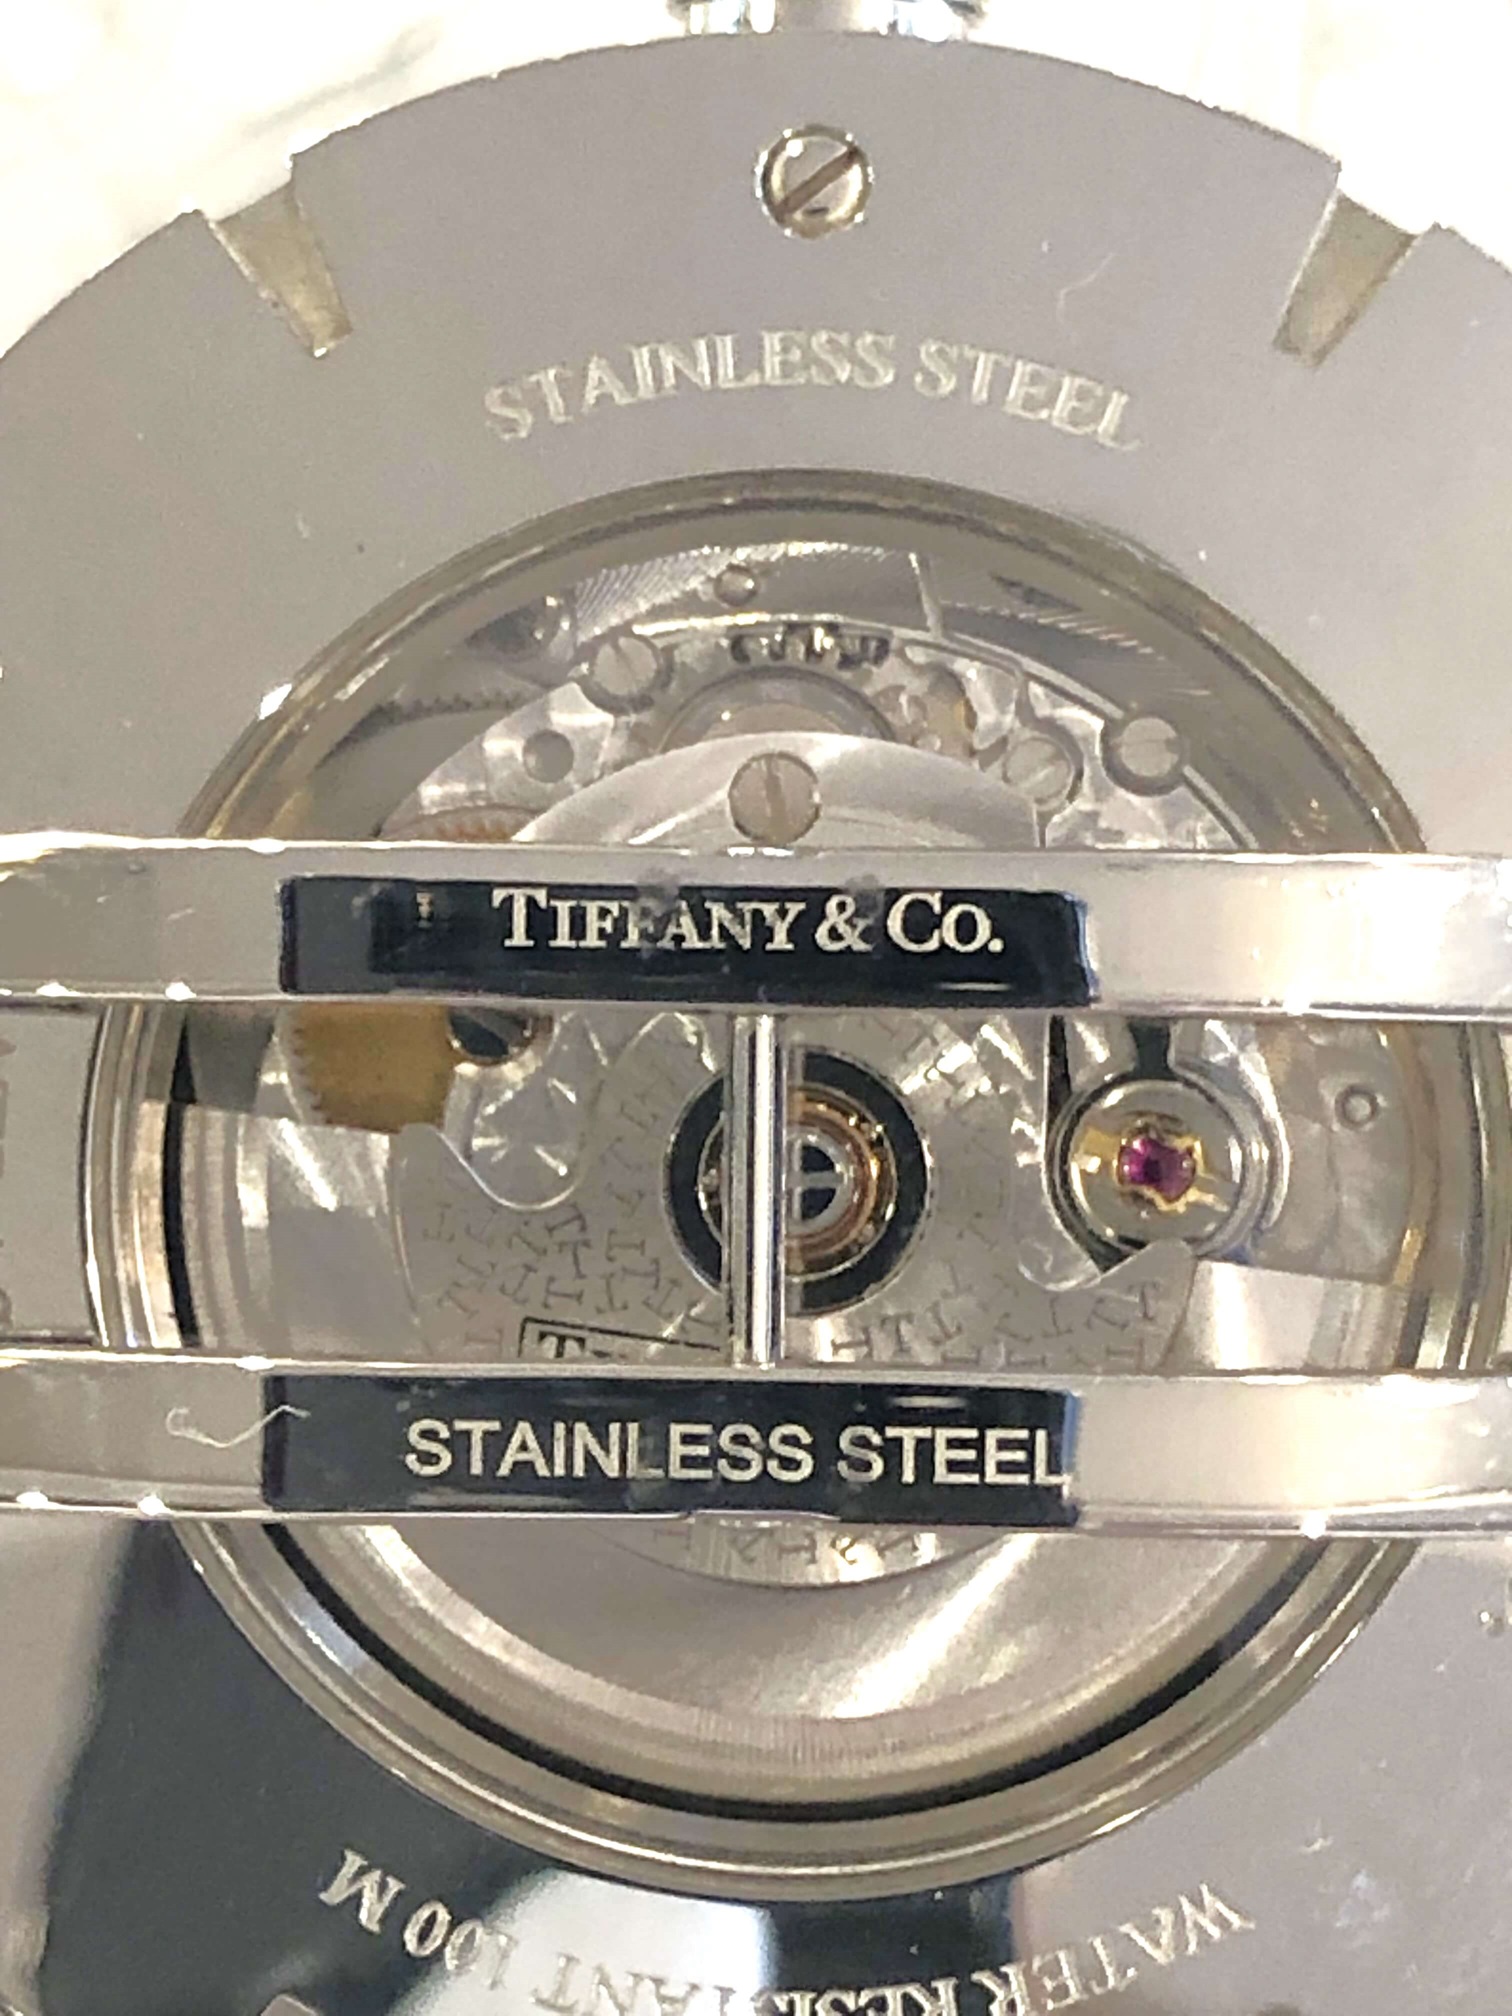 STAINLESS STEEL
TIFFANY & CO.
STAINLESS STEEL
WATER RESISTANT 100 M